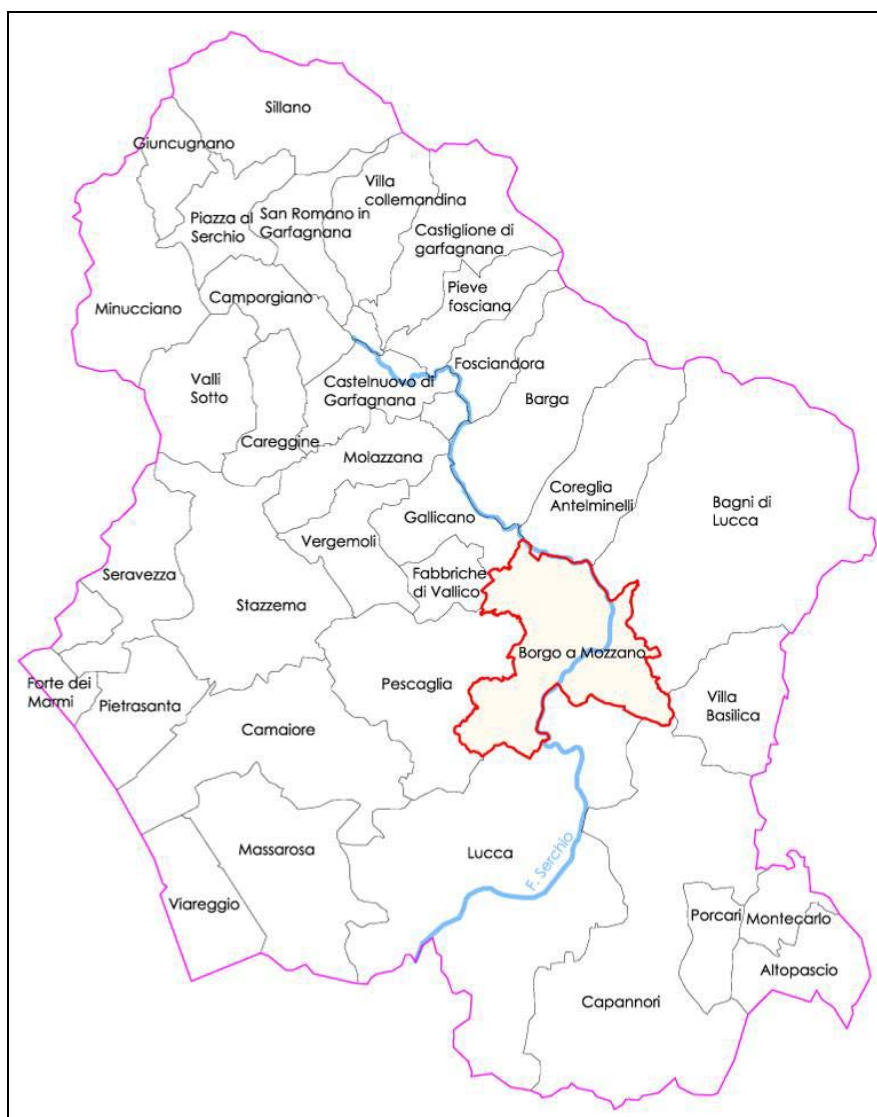 Sillano
Giuncugnano
Villa
collemandina
Piazza al
Serchio
San Romano in
Garfagnana
Castiglione di
garfagnana
Minucciano
Camporgiano
Pieve
fosciana
Valli
Sotto
Castelnuovo di
Garfagnana
Fosciandora
Barga
Careggine
Molazzana
Coreglia
Antelminelli
Bagni di
Lucca
Gallicano
Vergemoli
Seravezza
Fabbriche
di Vallico
Stazzema
Borgo a Mozzano
Forte dei
Marmi
Pietrasanta
Pescaglia
Villa
Basilica
Camaiore
Massarosa
Lucca
F. Serchio
Viareggio
Porcari
Montecarlo
Altopascio
Capannori